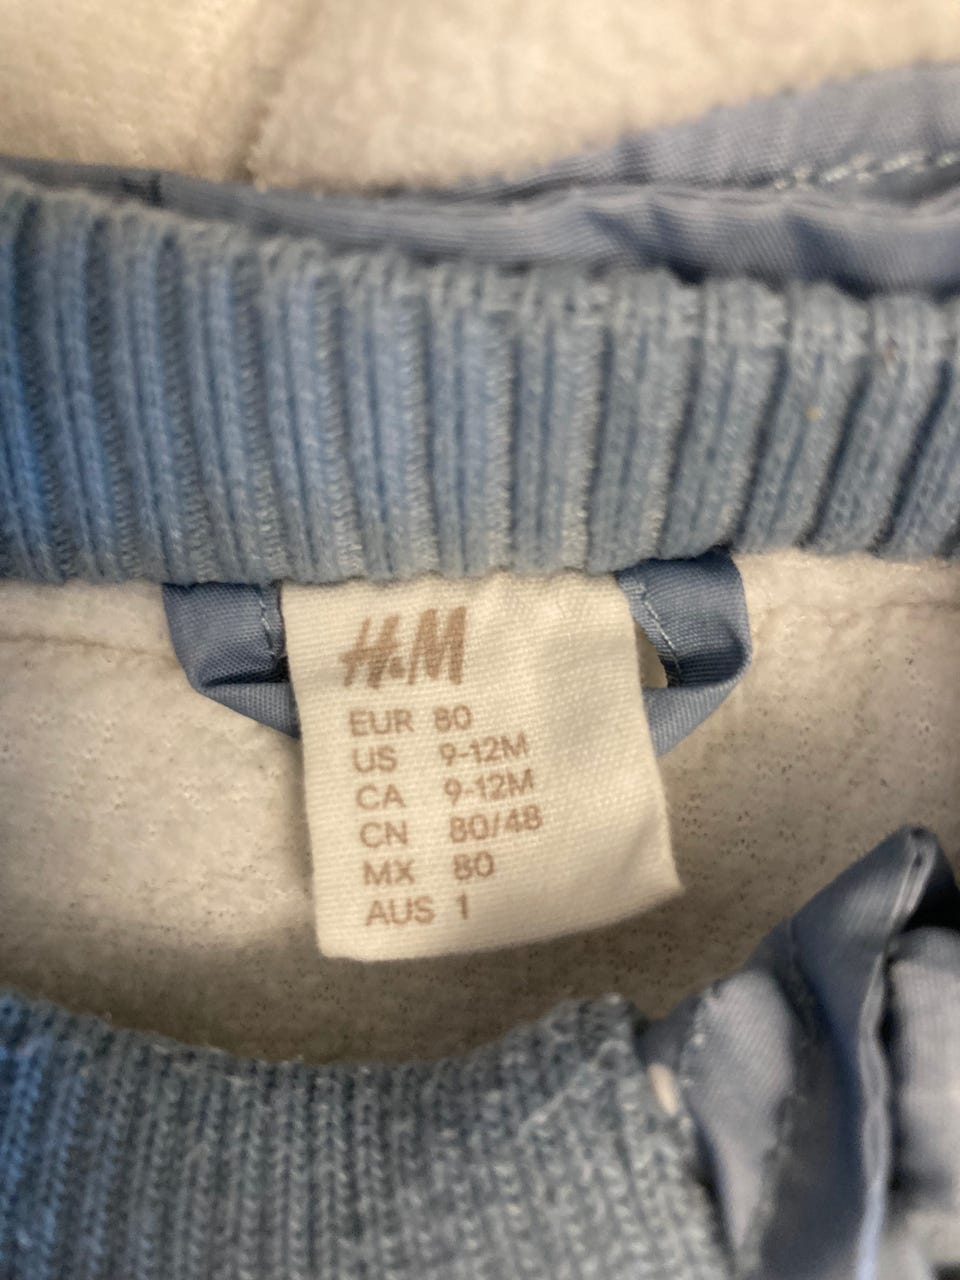 H&M
EUR 80
US 9-12M
CA 9-12M
CN 80/48
MX 80
AUS 1